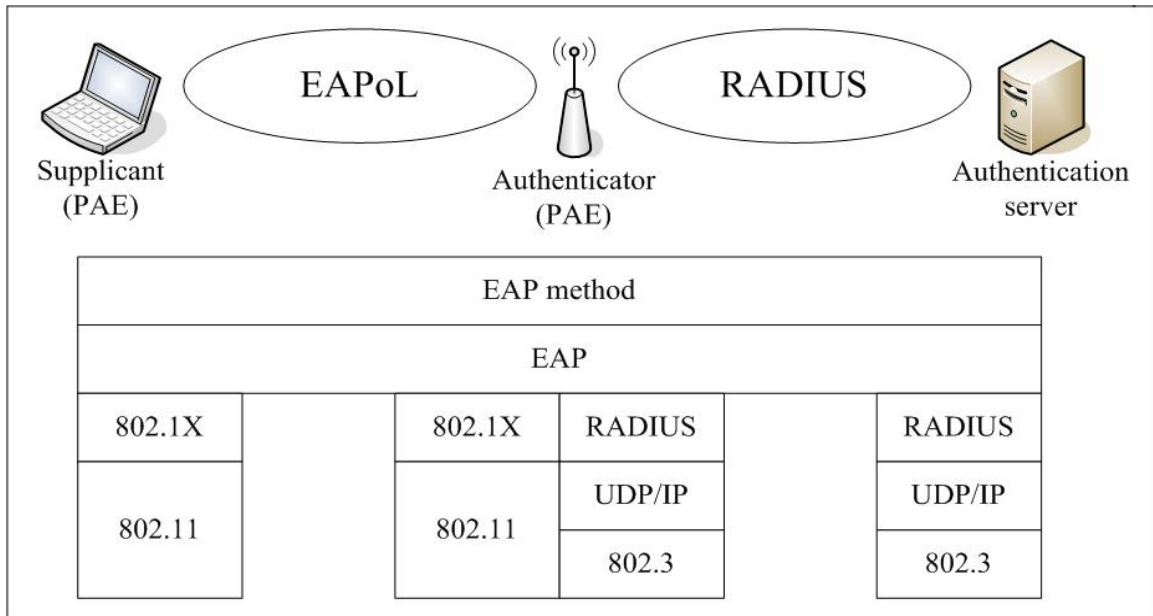 EAPoL
RADIUS
Supplicant
(PAE)
Authenticator
(PAE)
Authentication
server
EAP method
EAP
802.1X
802.1X
RADIUS
RADIUS
802.11
802.11
UDP/IP
UDP/IP
802.3
802.3